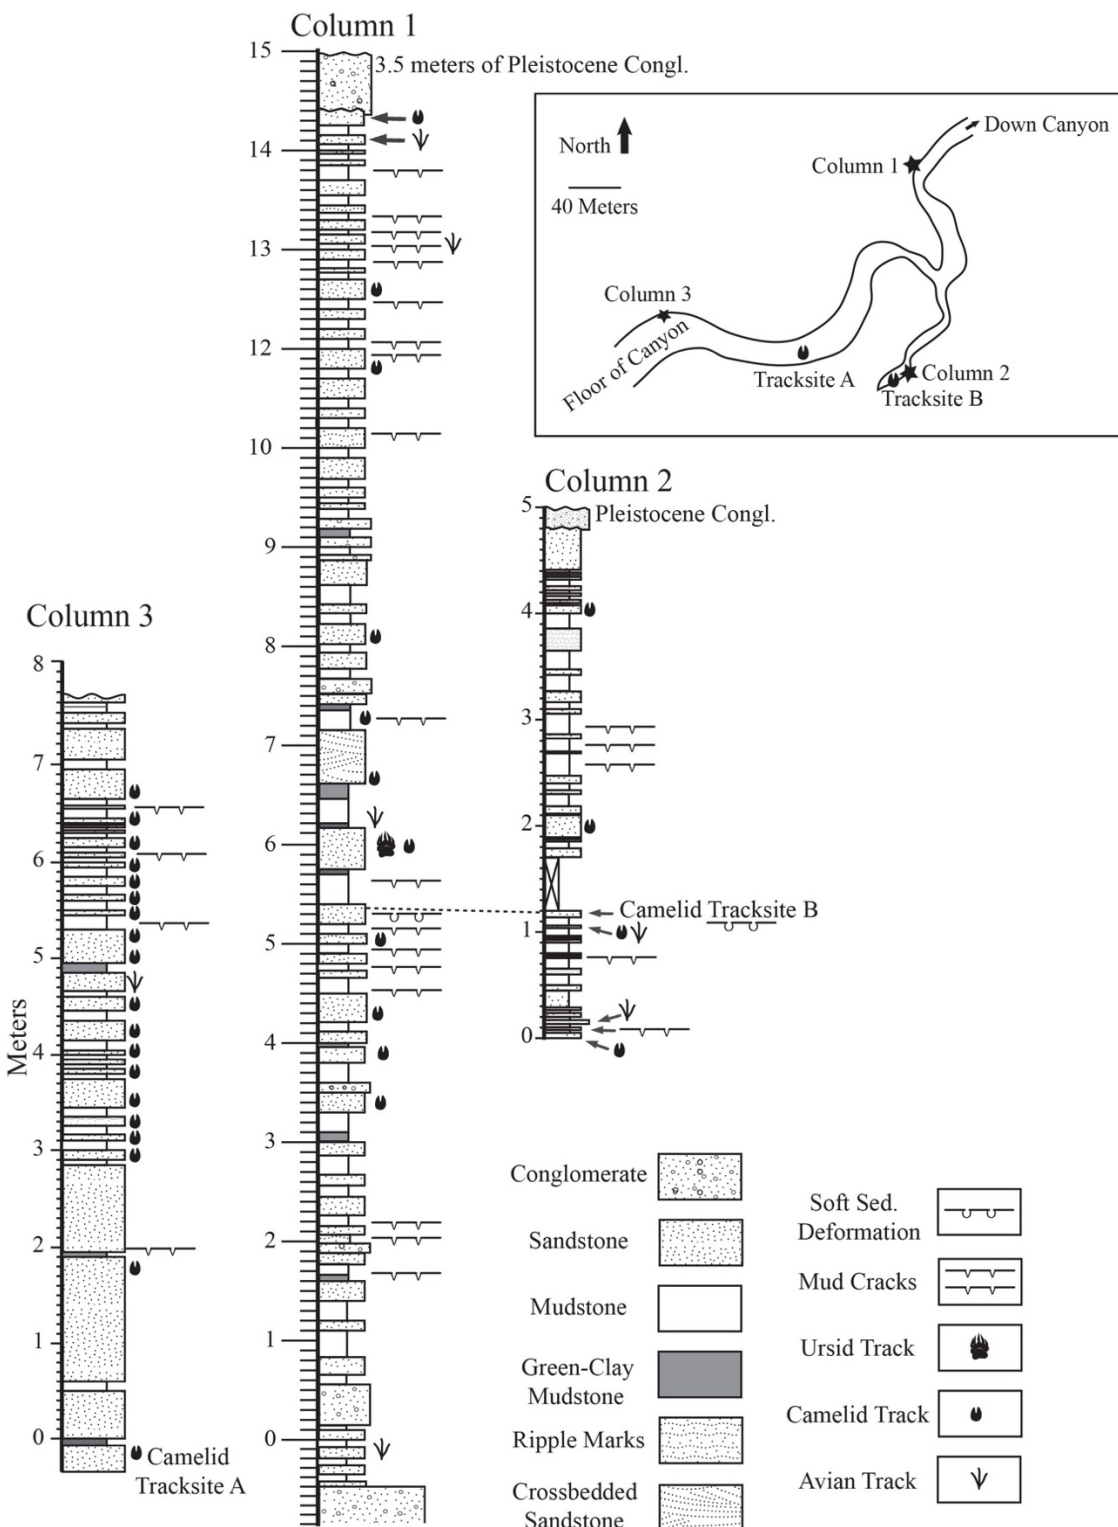 Column 1
15
3.5 meters of Pleistocene Congl.
14
13
12
11
10
9
8
7
6
5
4
3
2
1
0
North
40 Meters
Down Canyon
Column 1
Column 3
Floor of Canyon
Tracksite A
Column 2
Tracksite B
Column 2
5
Pleistocene Congl.
4
3
2
Camelid Tracksite B
1
0
Column 3
8
7
6
5
4
3
2
1
0
Meters
Camelid
Tracksite A
Conglomerate
Sandstone
Mudstone
Green-Clay
Mudstone
Ripple Marks
Crossbedded
Sandstone
Soft Sed.
Deformation
Mud Cracks
Ursid Track
Camelid Track
Avian Track